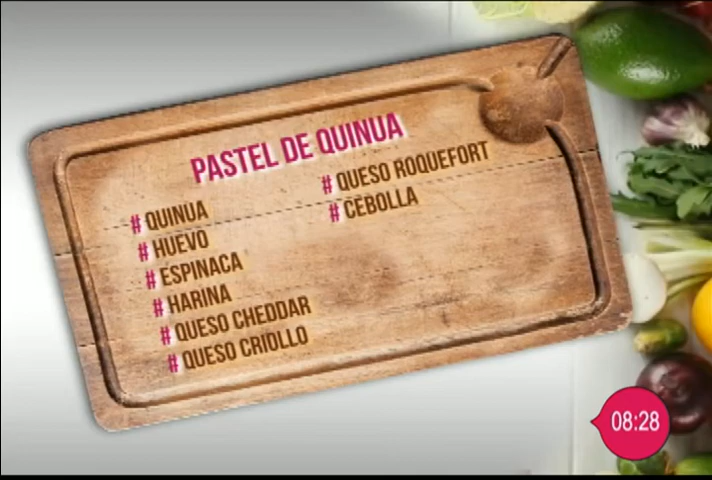 PASTEL DE QUINUA
# QUINUA
# HUEVO
# ESPINACA
# HARINA
# QUESO CHEDDAR
# QUESO CRIOLLO
# QUESO ROQUEFORT
# CEBOLLA
08:28